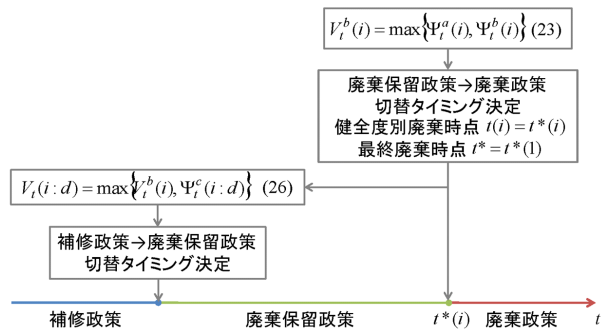 V_t^b(i) = max{Ψ_t^a(i), Ψ_t^b(i)} (23)
廃棄保留政策→廃棄政策
切替タイミング決定
健全度別廃棄時点 t(i) = t*(i)
最終廃棄時点 t* = t*(1)
V_t(i : d) = max{V_t^b(i), Ψ_t^c(i : d)} (26)
補修政策→廃棄保留政策
切替タイミング決定
補修政策 廃棄保留政策 t*(i) 廃棄政策 t